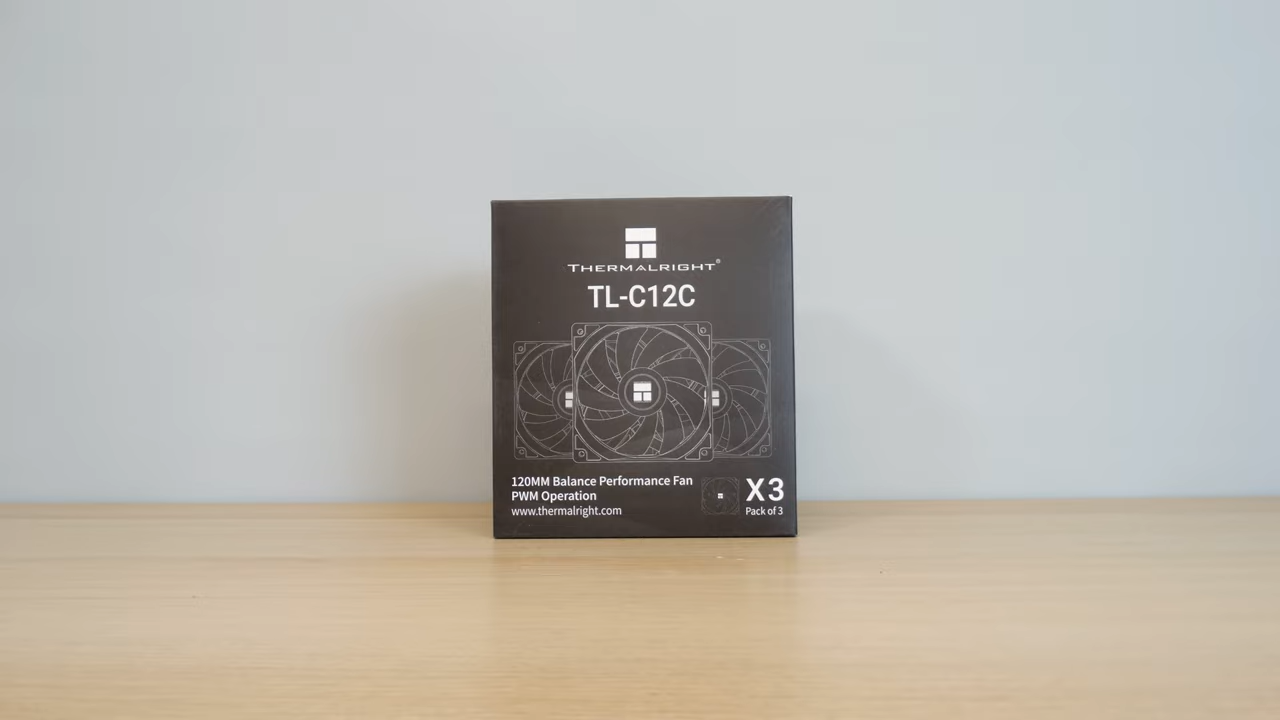 THERMALRIGHT®
TL-C12C
120MM Balance Performance Fan
PWM Operation
www.thermalright.com
X3
Pack of 3